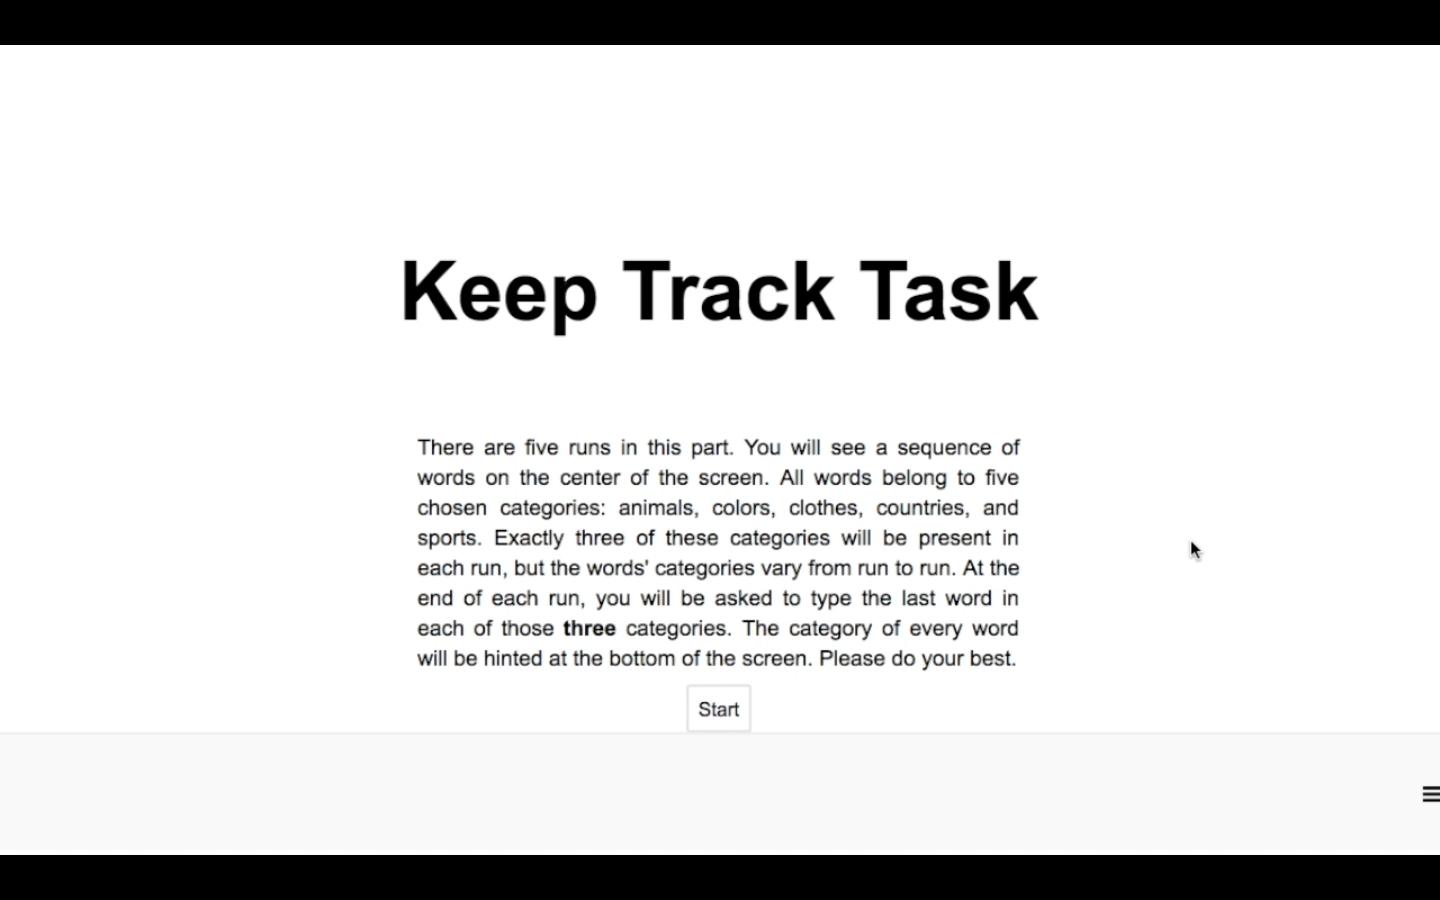 Keep Track Task
There are five runs in this part. You will see a sequence of
words on the center of the screen. All words belong to five
chosen categories: animals, colors, clothes, countries, and
sports. Exactly three of these categories will be present in
each run, but the words' categories vary from run to run. At the
end of each run, you will be asked to type the last word in
each of those three categories. The category of every word
will be hinted at the bottom of the screen. Please do your best.
Start